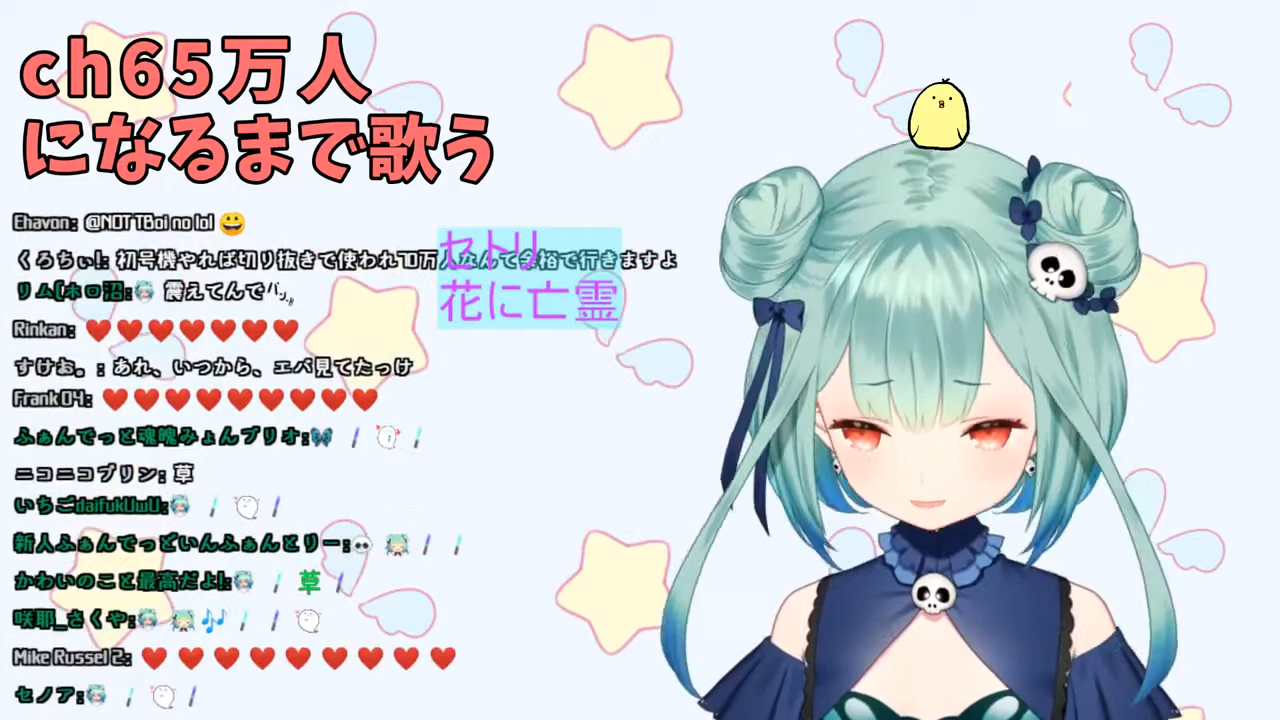 ch65万人
になるまで歌う
Ehavon: @NOTTBoi no lol 😀
セトリ
くろちぃ!: 初号機やれば切り抜きで使われ70万人なんて余裕で行きますよ
花に亡霊
リム(ホロ沼: 震えてんで
Rinkan: ❤❤❤❤❤❤❤
すけお。: あれ、いつから、エバ見てたっけ
Frank 04: ❤❤❤❤❤❤❤❤❤
ふぁんでっど魂魄みょんブリオ:
ニコニコプリン: 草
いちごdaifukUwU:
新人ふぁんでっどいんふぁんとりー:
かわいのこと最高だよ!: 草
咲耶_さくや: 🎶
Mike Russel 2: ❤❤❤❤❤❤❤❤❤
セノア: